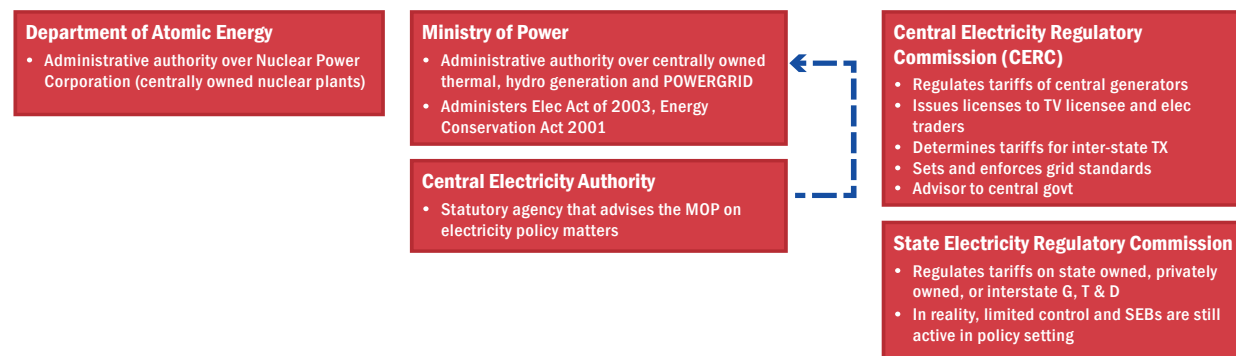 Department of Atomic Energy
• Administrative authority over Nuclear Power
Corporation (centrally owned nuclear plants)
Ministry of Power
• Administrative authority over centrally owned
thermal, hydro generation and POWERGRID
• Administers Elec Act of 2003, Energy
Conservation Act 2001
Central Electricity Authority
• Statutory agency that advises the MOP on
electricity policy matters
Central Electricity Regulatory
Commission (CERC)
• Regulates tariffs of central generators
• Issues licenses to TV licensee and elec
traders
• Determines tariffs for inter-state TX
• Sets and enforces grid standards
• Advisor to central govt
State Electricity Regulatory Commission
• Regulates tariffs on state owned, privately
owned, or interstate G, T & D
• In reality, limited control and SEBs are still
active in policy setting